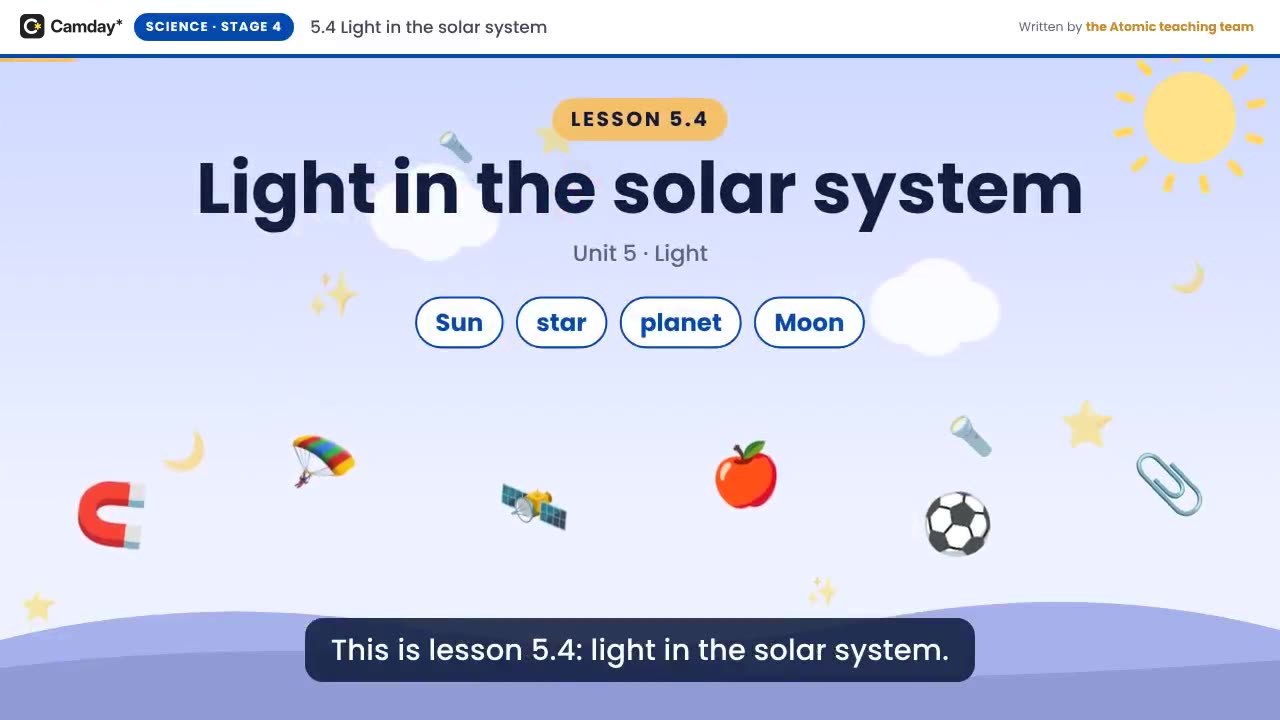 Camday*
SCIENCE · STAGE 4
5.4 Light in the solar system
Written by the Atomic teaching team
LESSON 5.4
Light in the solar system
Unit 5 · Light
Sun
star
planet
Moon
This is lesson 5.4: light in the solar system.